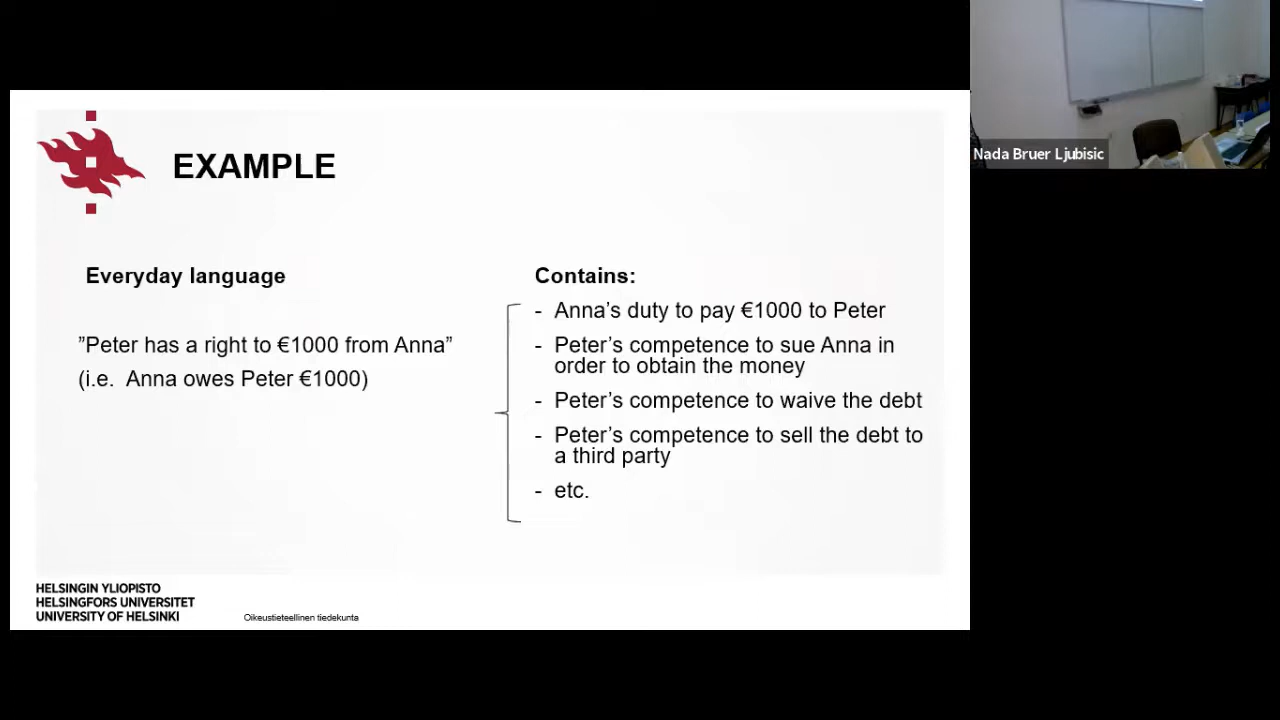 EXAMPLE
Everyday language
”Peter has a right to €1000 from Anna”
(i.e. Anna owes Peter €1000)
Contains:
- Anna’s duty to pay €1000 to Peter
- Peter’s competence to sue Anna in
order to obtain the money
- Peter’s competence to waive the debt
- Peter’s competence to sell the debt to
a third party
- etc.
HELSINGIN YLIOPISTO
HELSINGFORS UNIVERSITET
UNIVERSITY OF HELSINKI
Oikeustieteellinen tiedekunta
Nada Bruer Ljubisic